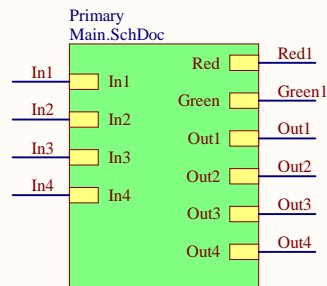 Primary
Main.SchDoc
In1 In1 Red Red1
In2 In2 Green Green1
In3 In3 Out1 Out1
In4 In4 Out2 Out2
Out3 Out3
Out4 Out4